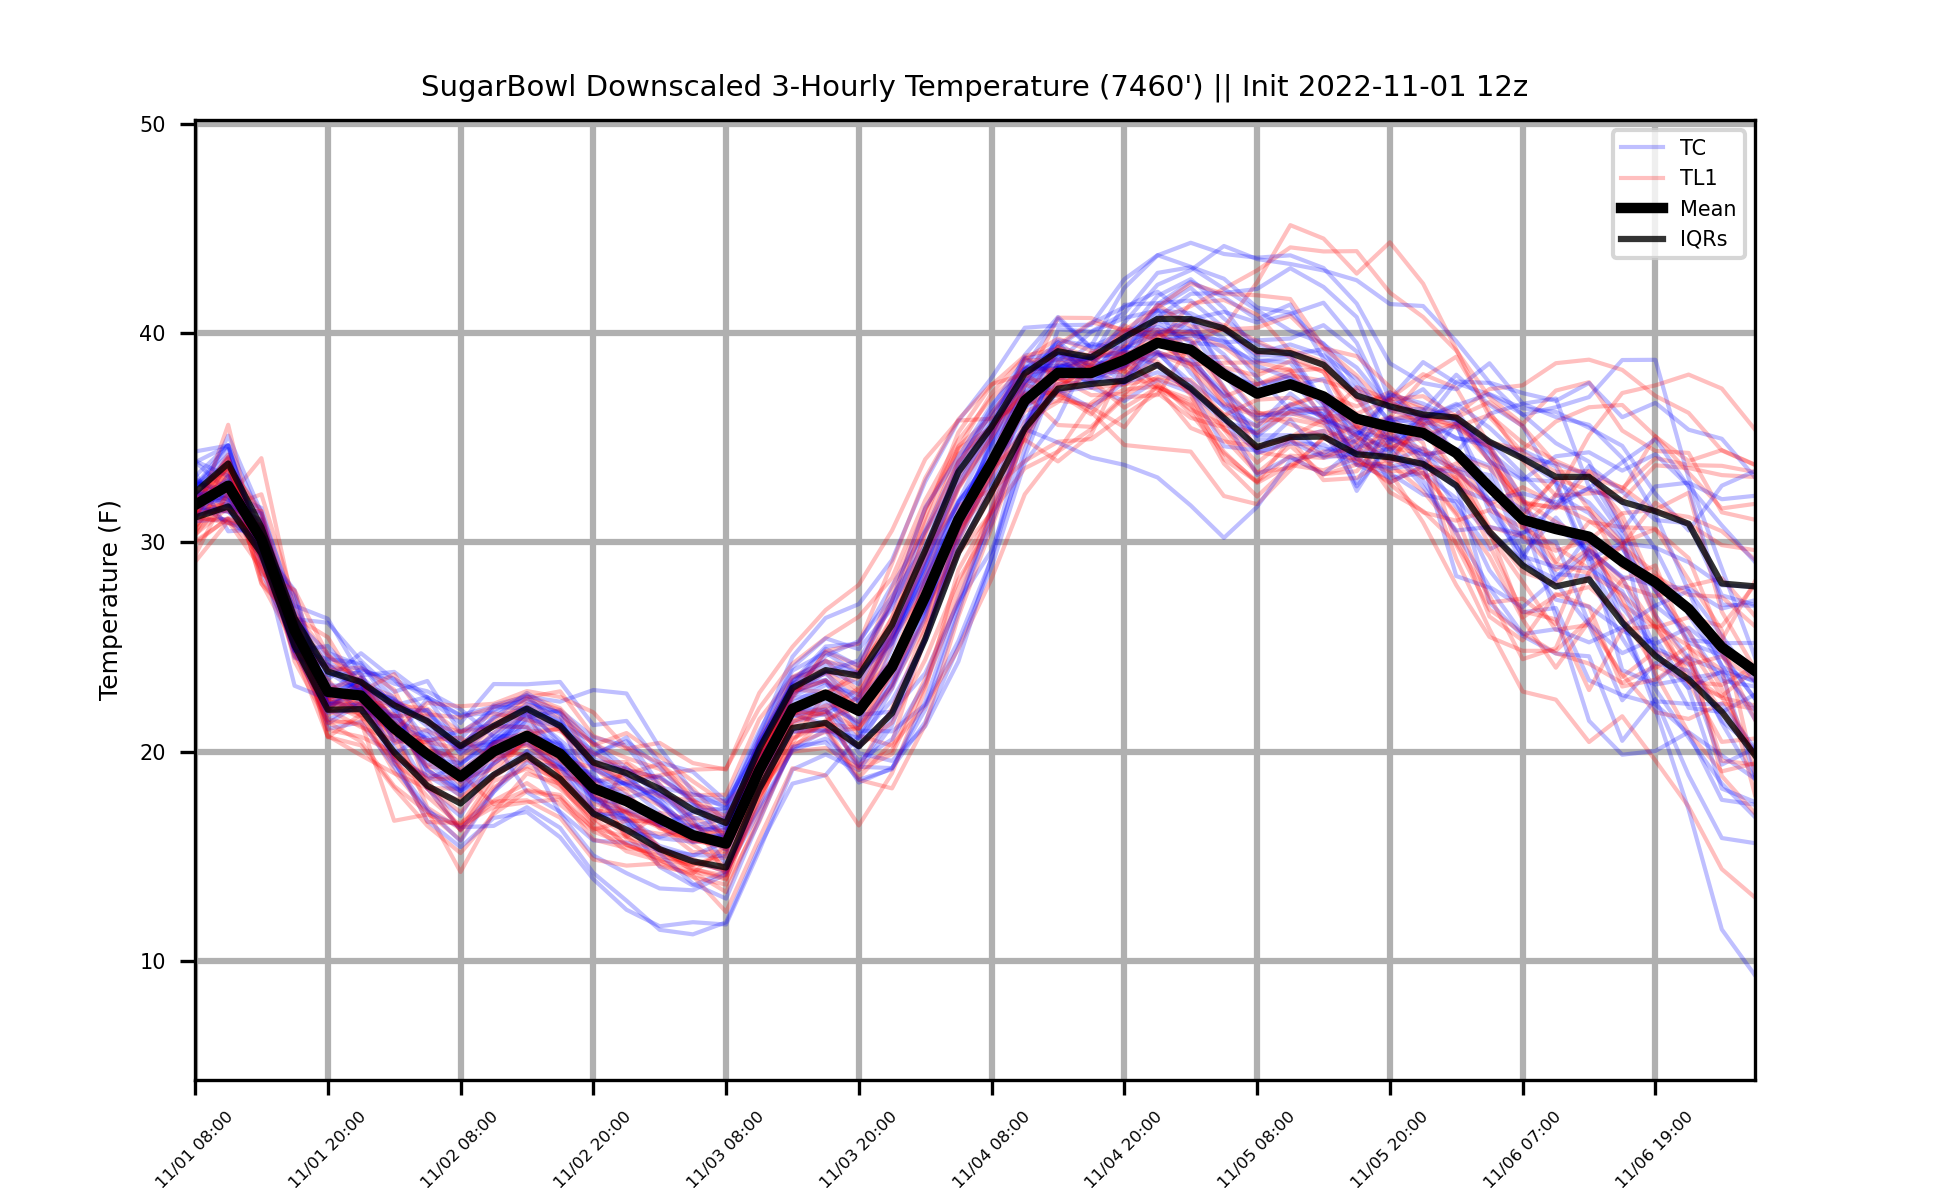 SugarBowl Downscaled 3-Hourly Temperature (7460') || Init 2022-11-01 12z
TC
TL1
Mean
IQRs
Temperature (F)
50
40
30
20
10
11/01 08:00
11/01 20:00
11/02 08:00
11/02 20:00
11/03 08:00
11/03 20:00
11/04 08:00
11/04 20:00
11/05 08:00
11/05 20:00
11/06 07:00
11/06 19:00